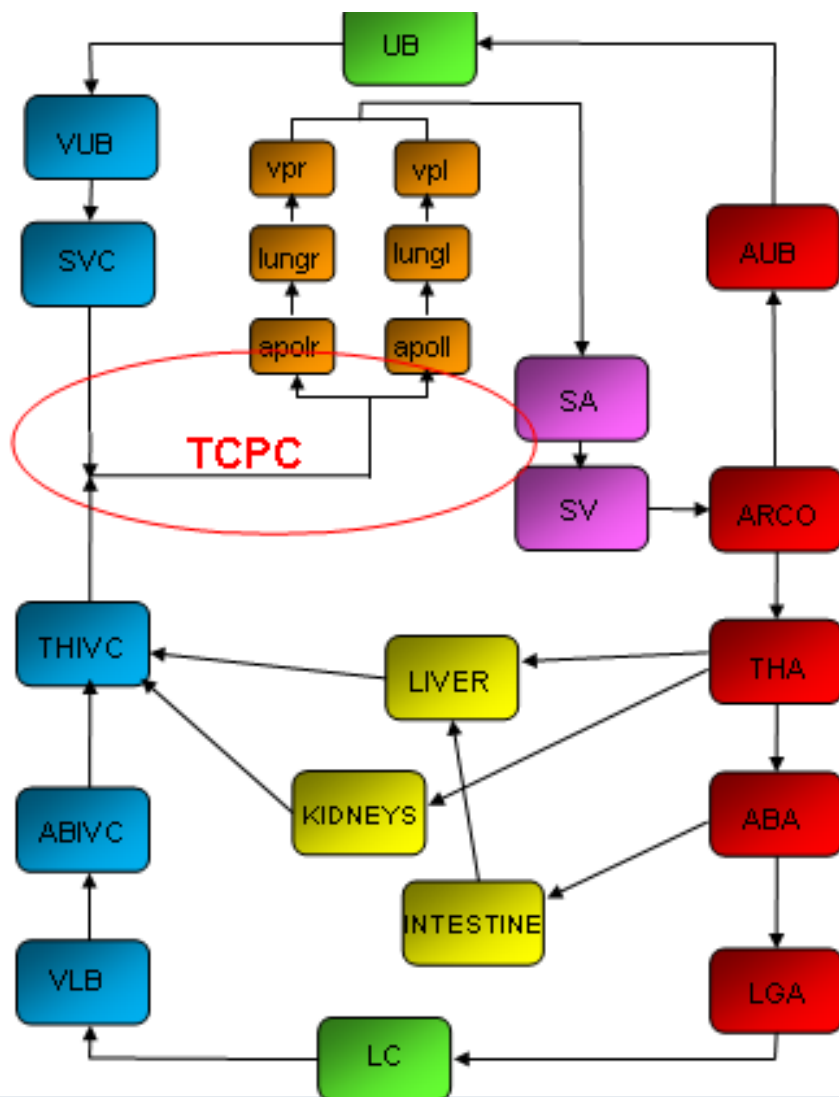 UB
VUB
vpr
vpl
SVC
lungr
lungl
AUB
apolr
apoll
SA
TCPC
SV
ARCO
THIVC
LIVER
THA
KIDNEYS
ABIVC
ABA
INTESTINE
VLB
LGA
LC